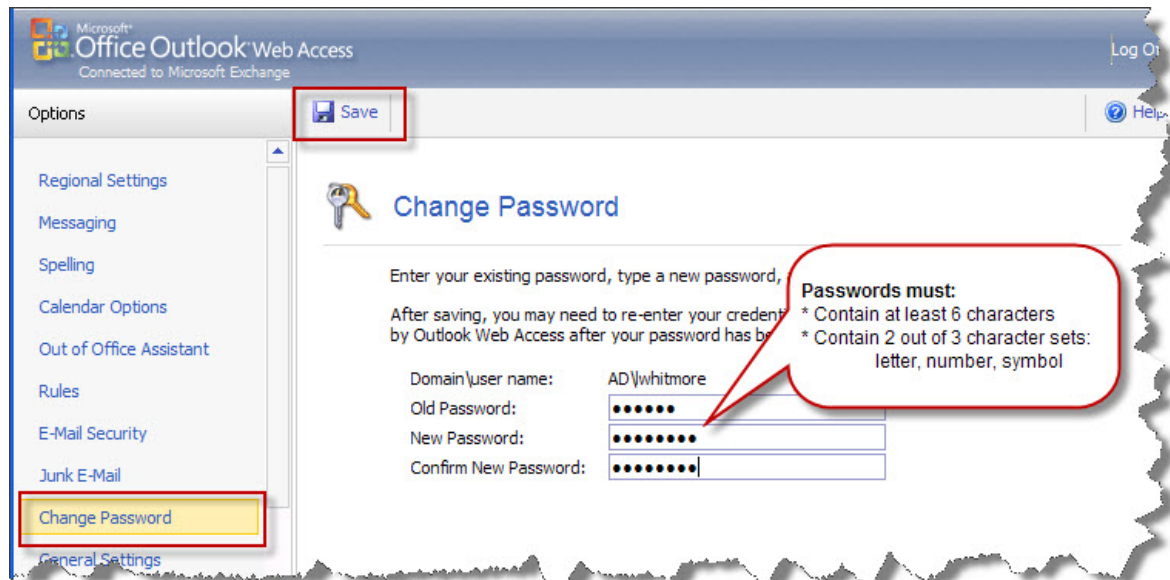 Microsoft®
Office Outlook Web Access
Connected to Microsoft Exchange
Log O
Options
Save
Help
Regional Settings
Messaging
Spelling
Calendar Options
Out of Office Assistant
Rules
E-Mail Security
Junk E-Mail
Change Password
General Settings
Change Password
Enter your existing password, type a new password,
After saving, you may need to re-enter your credent
by Outlook Web Access after your password has be
Passwords must:
* Contain at least 6 characters
* Contain 2 out of 3 character sets:
letter, number, symbol
Domain\user name: AD\lwhitmore
Old Password: ●●●●●●
New Password: ●●●●●●●●
Confirm New Password: ●●●●●●●●